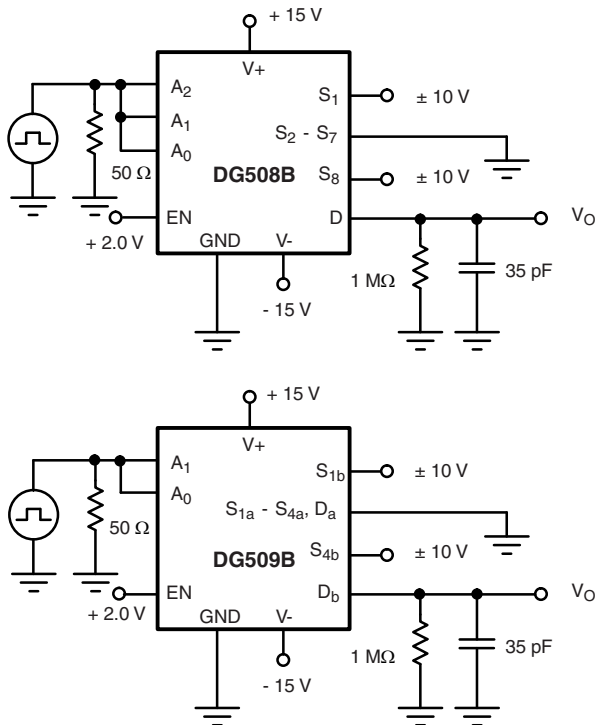 + 15 V
V+
A2
S1
± 10 V
A1
S2 - S7
A0
50 Ω
DG508B
S8
± 10 V
EN
D
VO
+ 2.0 V
GND
V-
1 MΩ
35 pF
- 15 V
+ 15 V
V+
A1
S1b
± 10 V
A0
S1a - S4a, Da
50 Ω
S4b
± 10 V
DG509B
EN
Db
VO
+ 2.0 V
GND
V-
1 MΩ
35 pF
- 15 V